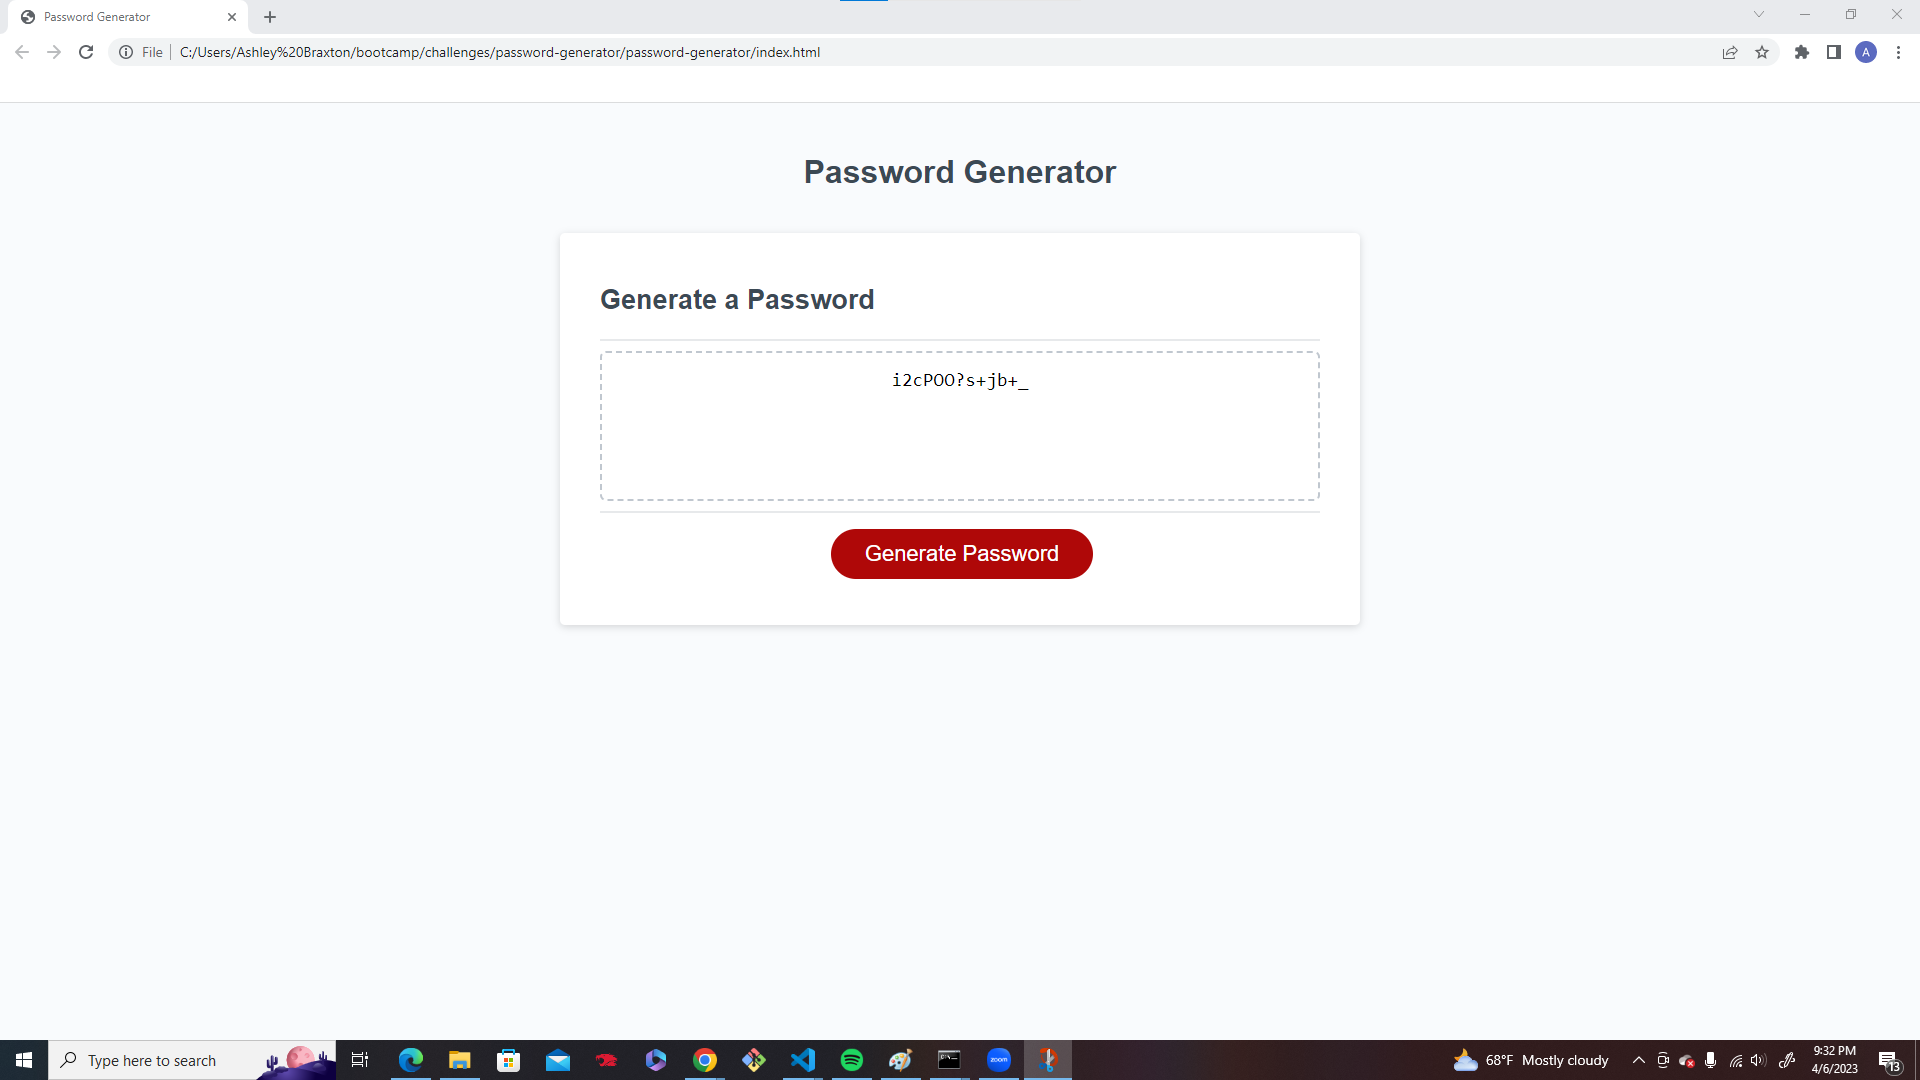 Password Generator
File
C:/Users/Ashley%20Braxton/bootcamp/challenges/password-generator/password-generator/index.html
A
Password Generator
Generate a Password
i2cPOO?s+jb+_
Generate Password
Type here to search
zoom
68°F Mostly cloudy
9:32 PM
4/6/2023
13